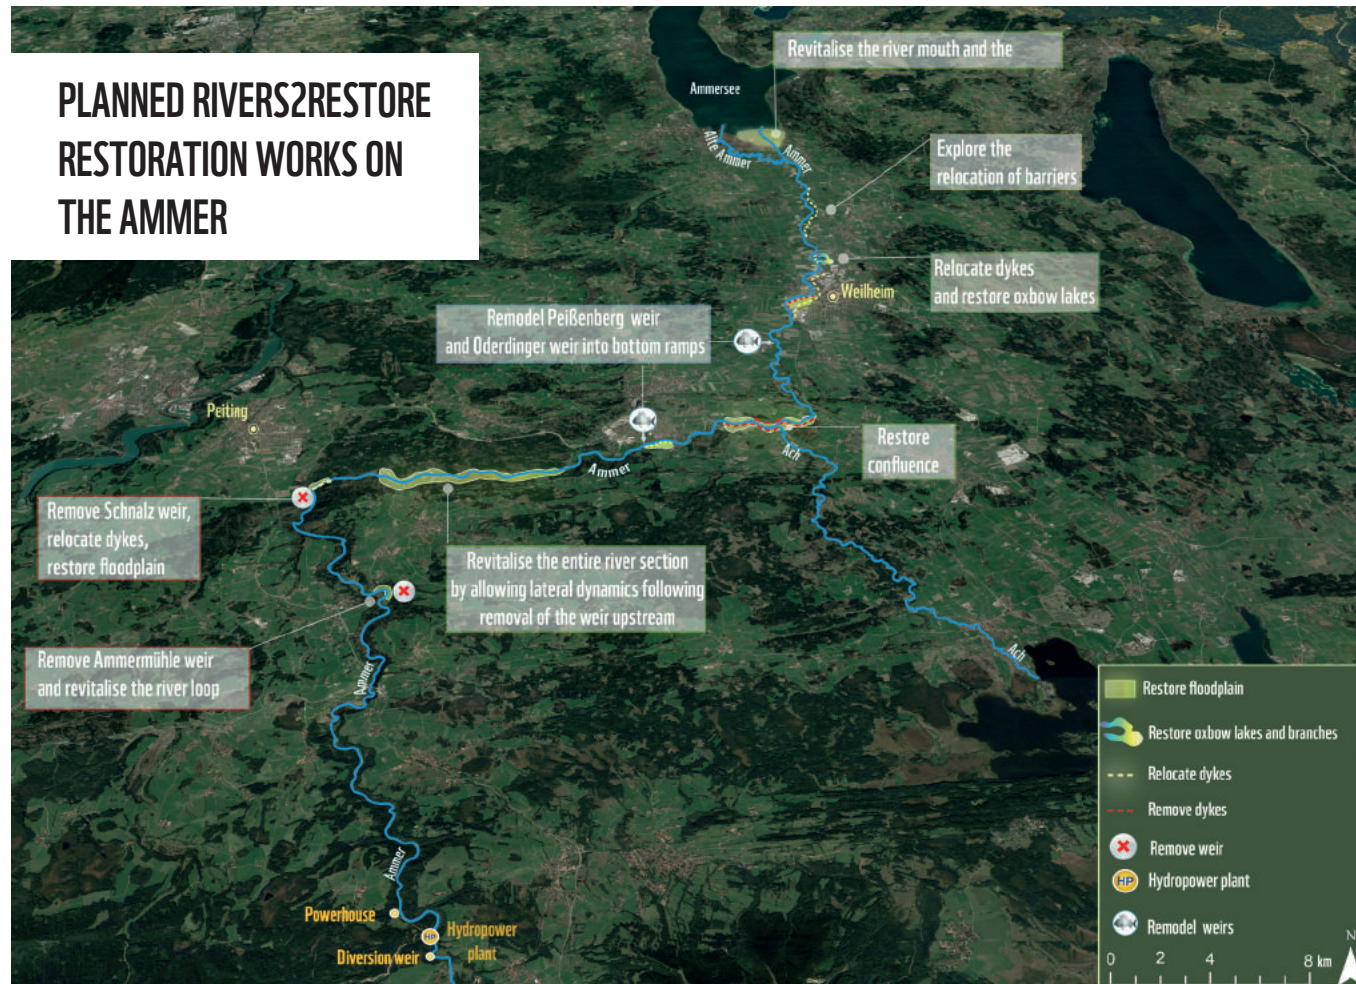 PLANNED RIVERS2RESTORE
RESTORATION WORKS ON
THE AMMER
Revitalise the river mouth and the
Ammersee
Alte Ammer
Ammer
Explore the
relocation of barriers
Relocate dykes
and restore oxbow lakes
Weilheim
Remodel Peißenberg weir
and Oderdinger weir into bottom ramps
Peiting
Restore
confluence
Ach
Ammer
Remove Schnalz weir,
relocate dykes,
restore floodplain
Revitalise the entire river section
by allowing lateral dynamics following
removal of the weir upstream
Remove Ammermühle weir
and revitalise the river loop
Ammer
Ach
Ammer
Powerhouse
HP
Hydropower
plant
Diversion weir
Restore floodplain
Restore oxbow lakes and branches
Relocate dykes
Remove dykes
Remove weir
HP
Hydropower plant
Remodel weirs
N
0 2 4 8 km